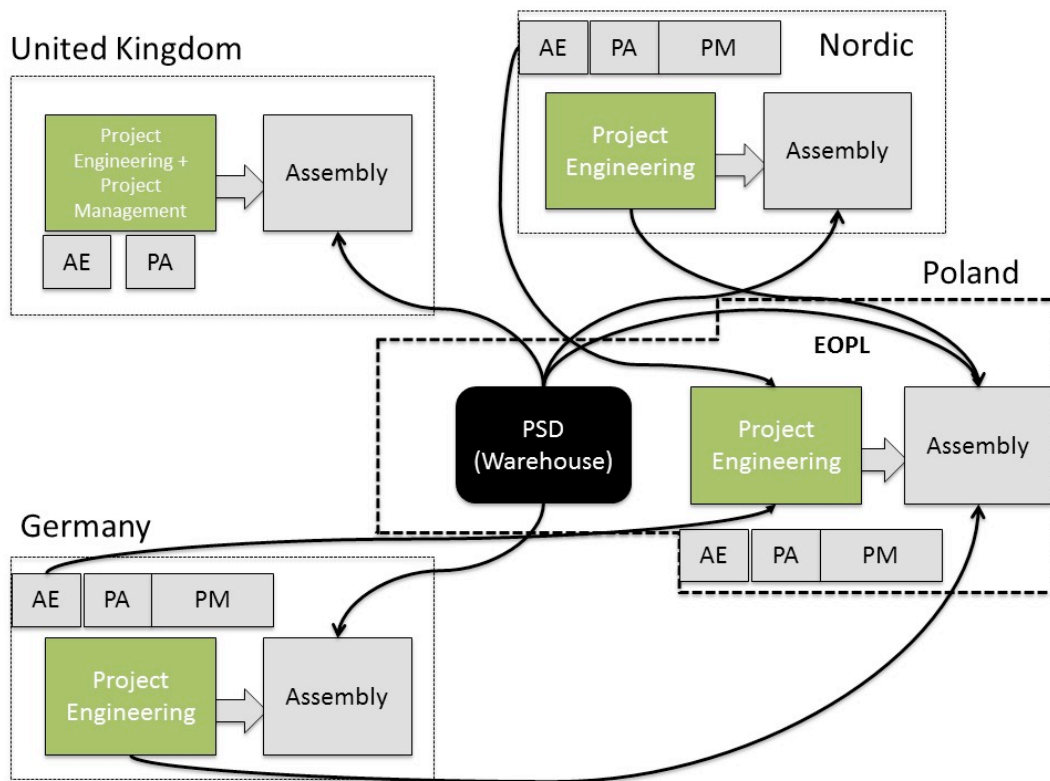 United Kingdom
Project
Engineering +
Project
Management
Assembly
AE
PA
AE
PA
PM
Nordic
Project
Engineering
Assembly
Poland
EOPL
PSD
(Warehouse)
Project
Engineering
Assembly
AE
PA
PM
Germany
AE
PA
PM
Project
Engineering
Assembly